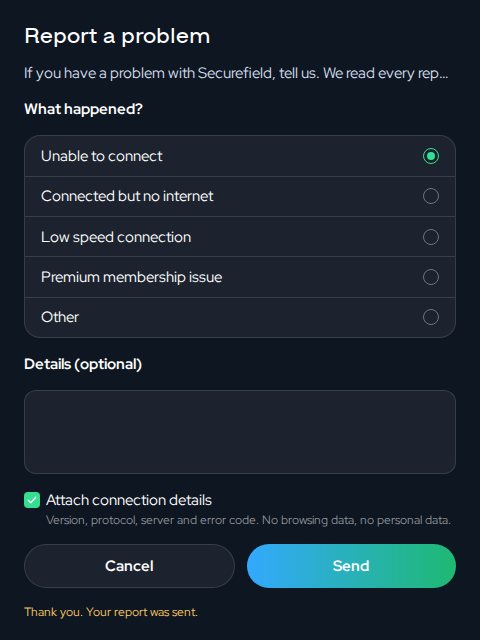 Report a problem
If you have a problem with Securefield, tell us. We read every rep...
What happened?
Unable to connect
Connected but no internet
Low speed connection
Premium membership issue
Other
Details (optional)
Attach connection details
Version, protocol, server and error code. No browsing data, no personal data.
Cancel
Send
Thank you. Your report was sent.